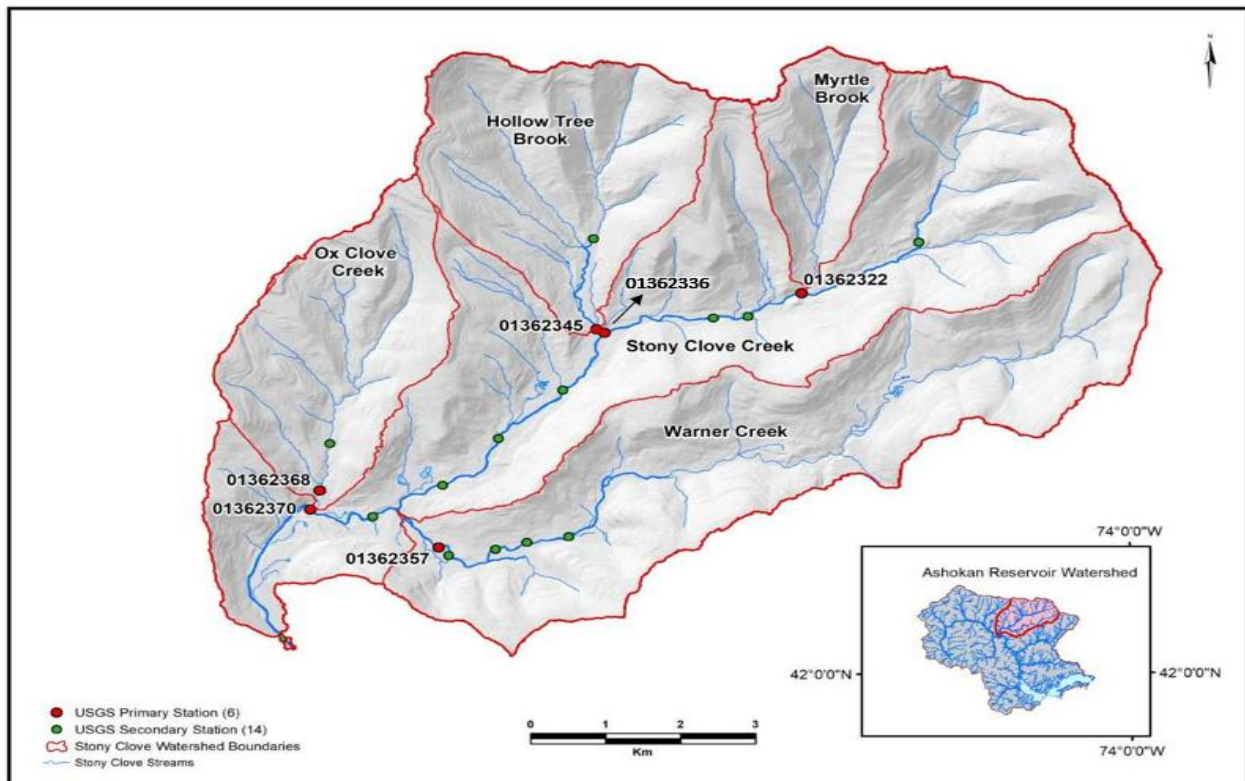 N
Myrtle
Brook
Hollow Tree
Brook
Ox Clove
Creek
01362336
01362322
01362345
Stony Clove Creek
Warner Creek
01362368
01362370
01362357
74°0'0"W
Ashokan Reservoir Watershed
42°0'0"N
42°0'0"N
74°0'0"W
USGS Primary Station (6)
USGS Secondary Station (14)
Stony Clove Watershed Boundaries
Stony Clove Streams
0 1 2 3
Km